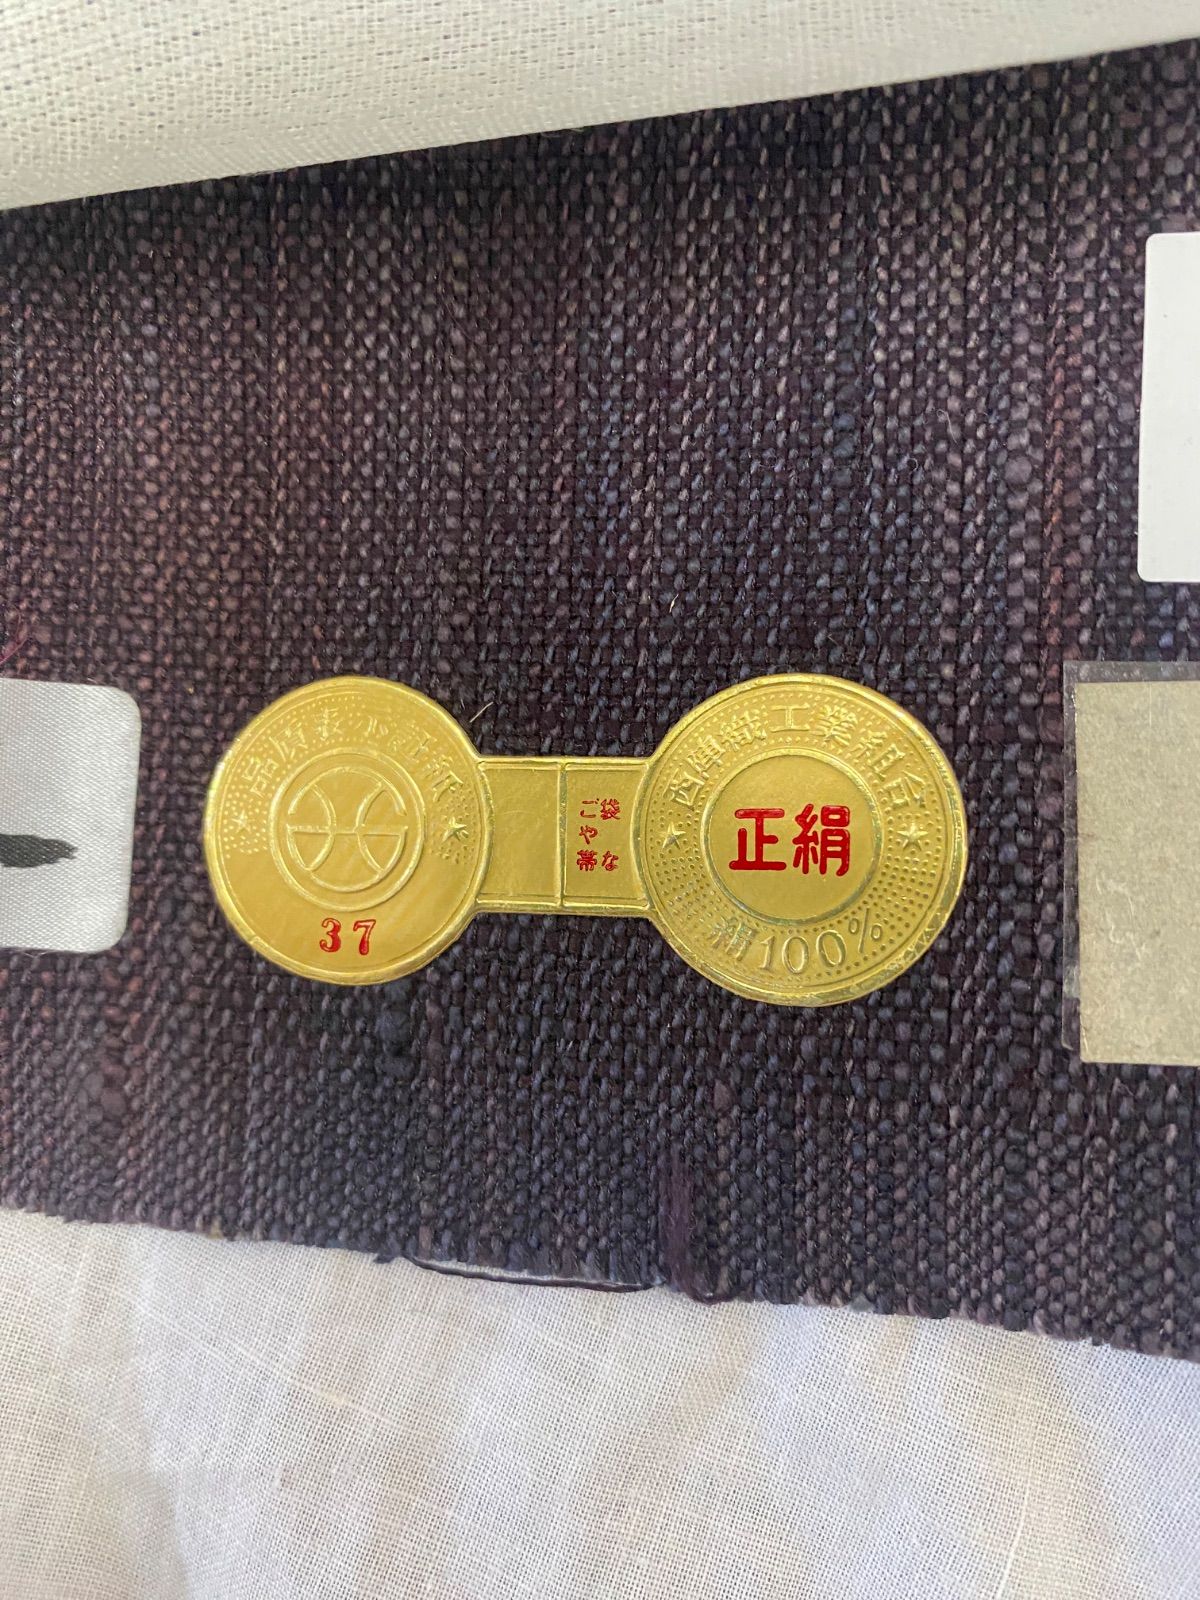 品質表示証紙
37
袋な
ごや帯
西陣織工業組合
正絹
絹100%